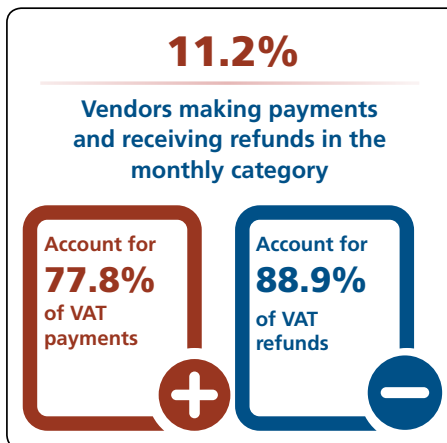 11.2%
Vendors making payments
and receiving refunds in the
monthly category
Account for
77.8%
of VAT
payments
Account for
88.9%
of VAT
refunds